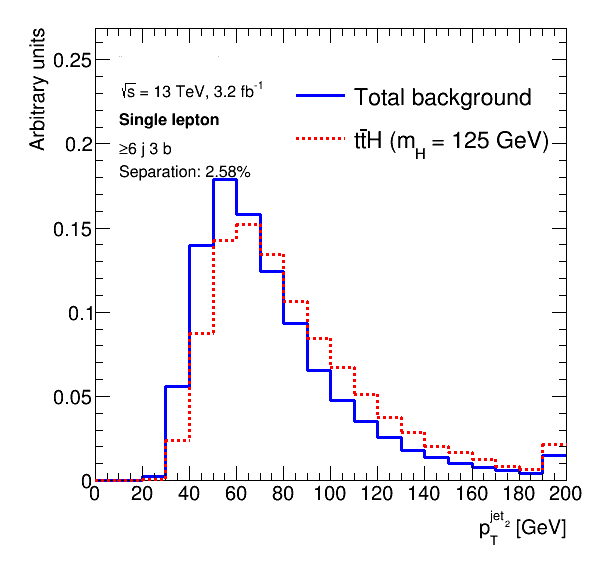 Arbitrary units
0.25
0.2
0.15
0.1
0.05
0
√s = 13 TeV, 3.2 fb⁻¹
Single lepton
≥6 j 3 b
Separation: 2.58%
Total background
tt̄H (m_H = 125 GeV)
0 20 40 60 80 100 120 140 160 180 200
p_T^{jet_2} [GeV]